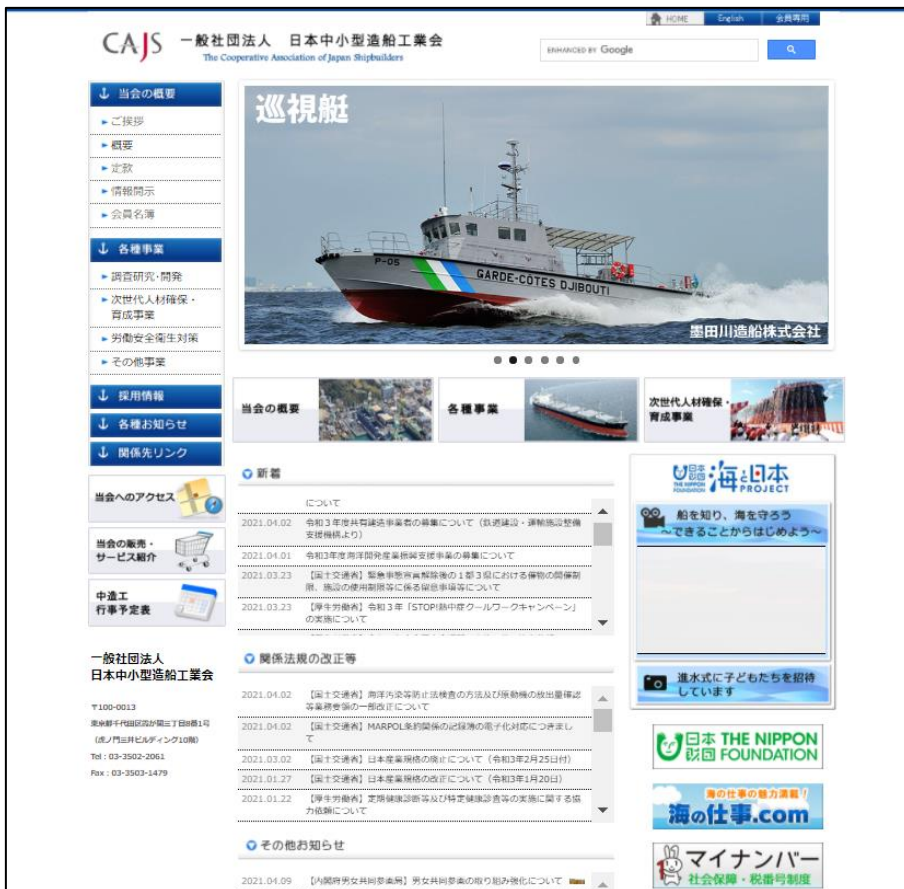 HOME English 会員専用
CAJS 一般社団法人 日本中小型造船工業会
The Cooperative Association of Japan Shipbuilders
ENHANCED BY Google
当会の概要
ご挨拶
概要
定款
情報開示
会員名簿
各種事業
調査研究・開発
次世代人材確保・
育成事業
労働安全衛生対策
その他事業
採用情報
各種お知らせ
関係先リンク
当会へのアクセス
当会の販売・
サービス紹介
中造工
行事予定表
一般社団法人
日本中小型造船工業会
〒100-0013
東京都千代田区霞が関三丁目8番1号
(虎ノ門三井ビルディング10階)
Tel : 03-3502-2061
Fax : 03-3503-1479
巡視艇
P-05
GARDE-CÔTES DJIBOUTI
墨田川造船株式会社
当会の概要
各種事業
次世代人材確保・
育成事業
新着
について
2021.04.02 令和3年度共有建造事業者の募集について(鉄道建設・運輸施設整備
支援機構より)
2021.04.01 令和3年度海洋開発産業振興支援事業の募集について
2021.03.23 【国土交通省】緊急事態宣言解除後の1都3県における催物の開催制
限、施設の使用制限等に係る留意事項等について
2021.03.23 【厚生労働省】令和3年「STOP!熱中症クールワークキャンペーン」
の実施について
関係法規の改正等
2021.04.02 【国土交通省】海洋汚染等防止法検査の方法及び原動機の放出量確認
等業務要領の一部改正について
2021.04.02 【国土交通省】MARPOL条約関係の記録簿の電子化対応につきまし
て
2021.03.02 【国土交通省】日本産業規格の廃止について(令和3年2月25日付)
2021.01.27 【国土交通省】日本産業規格の改正について(令和3年1月20日)
2021.01.22 【厚生労働省】定期健康診断等及び特定健康診査等の実施に関する協
力依頼について
その他お知らせ
2021.04.09 【内閣府男女共同参画局】男女共同参画の取り組み強化について
日本財団 THE NIPPON FOUNDATION 海と日本 PROJECT
船を知り、海を守ろう
~できることからはじめよう~
進水式に子どもたちを招待
しています
日本財団 THE NIPPON FOUNDATION
海の仕事の魅力満載!
海の仕事.com
マイナンバー
社会保障・税番号制度